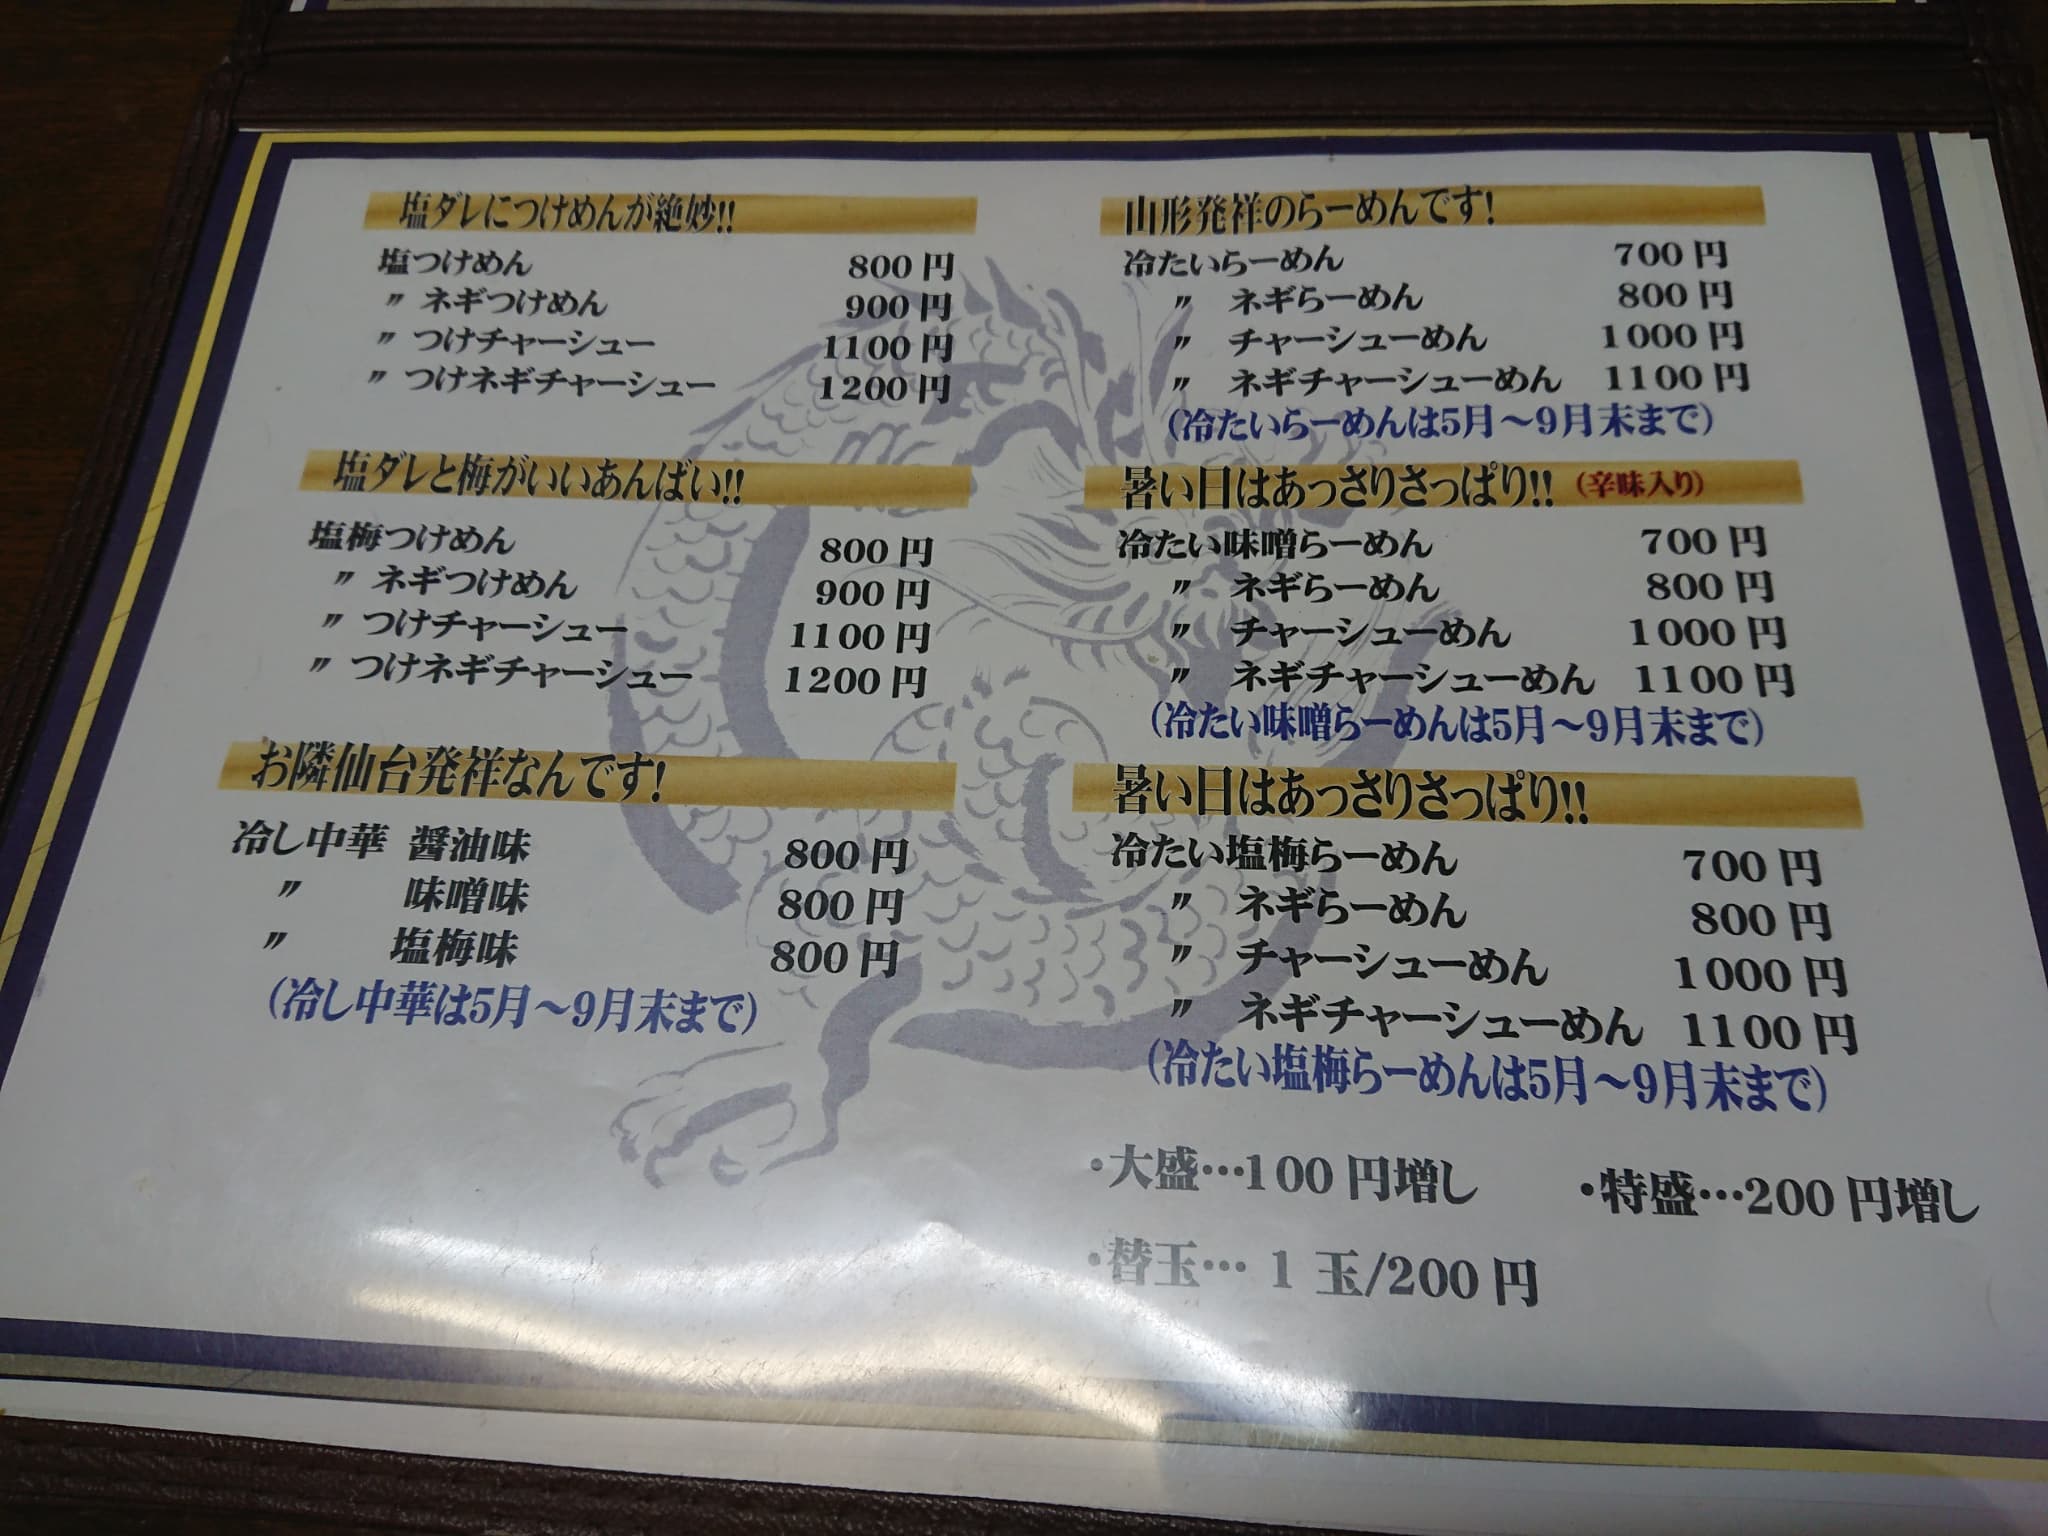 塩ダレにつけめんが絶妙!!
塩つけめん 800円
〃 ネギつけめん 900円
〃 つけチャーシュー 1100円
〃 つけネギチャーシュー 1200円
塩ダレと梅がいいあんばい!!
塩梅つけめん 800円
〃 ネギつけめん 900円
〃 つけチャーシュー 1100円
〃 つけネギチャーシュー 1200円
お隣仙台発祥なんです!
冷し中華 醤油味 800円
〃 味噌味 800円
〃 塩梅味 800円
(冷し中華は5月〜9月末まで)
山形発祥のらーめんです!
冷たいらーめん 700円
〃 ネギらーめん 800円
〃 チャーシューめん 1000円
〃 ネギチャーシューめん 1100円
(冷たいらーめんは5月〜9月末まで)
暑い日はあっさりさっぱり!! (辛味入り)
冷たい味噌らーめん 700円
〃 ネギらーめん 800円
〃 チャーシューめん 1000円
〃 ネギチャーシューめん 1100円
(冷たい味噌らーめんは5月〜9月末まで)
暑い日はあっさりさっぱり!!
冷たい塩梅らーめん 700円
〃 ネギらーめん 800円
〃 チャーシューめん 1000円
〃 ネギチャーシューめん 1100円
(冷たい塩梅らーめんは5月〜9月末まで)
・大盛…100円増し ・特盛…200円増し
・替玉… 1玉/200円